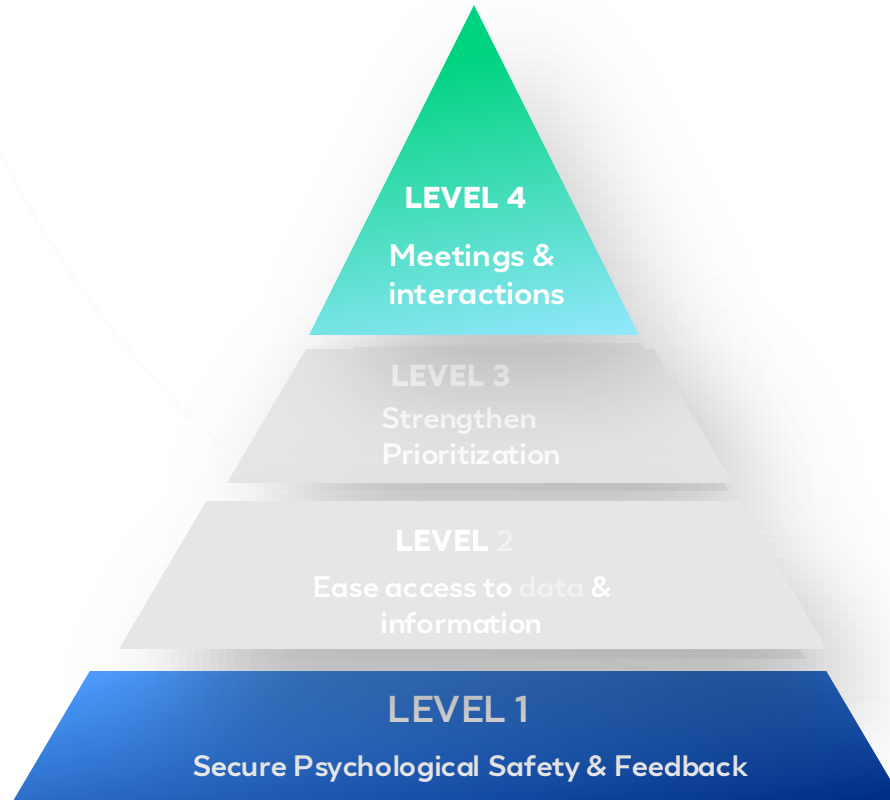 LEVEL 4
Meetings &
interactions
LEVEL 3
Strengthen
Prioritization
LEVEL 2
Ease access to data &
information
LEVEL 1
Secure Psychological Safety & Feedback